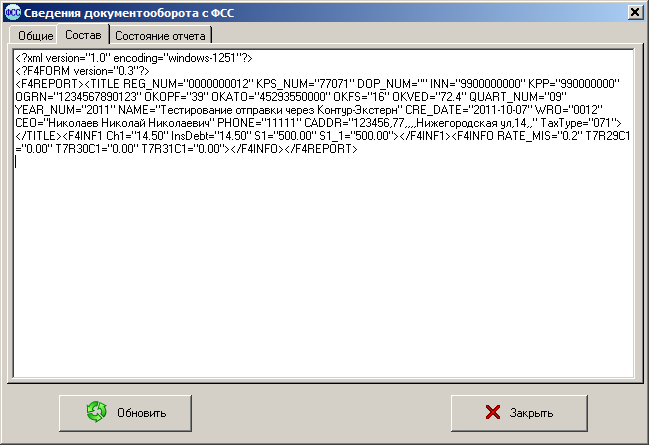 ФСС Сведения документооборота с ФСС
Общие Состав Состояние отчета
<?xml version="1.0" encoding="windows-1251"?>
<?F4FORM version="0.3"?>
<F4REPORT><TITLE REG_NUM="0000000012" KPS_NUM="77071" DOP_NUM="" INN="9900000000" KPP="990000000"
OGRN="1234567890123" OKOPF="39" OKATO="45293550000" OKFS="16" OKVED="72.4" QUART_NUM="09"
YEAR_NUM="2011" NAME="Тестирование отправки через Контур-Экстерн" CRE_DATE="2011-10-07" WRO="0012"
CEO="Николаев Николай Николаевич" PHONE="11111" CADDR="123456,77,,,,Нижегородская ул,14,," TaxType="071">
</TITLE><F4INF1 Ch1="14.50" InsDebt="14.50" S1="500.00" S1_1="500.00"></F4INF1><F4INFO RATE_MIS="0.2" T7R29C1
="0.00" T7R30C1="0.00" T7R31C1="0.00"></F4INFO></F4REPORT>
Обновить Закрыть